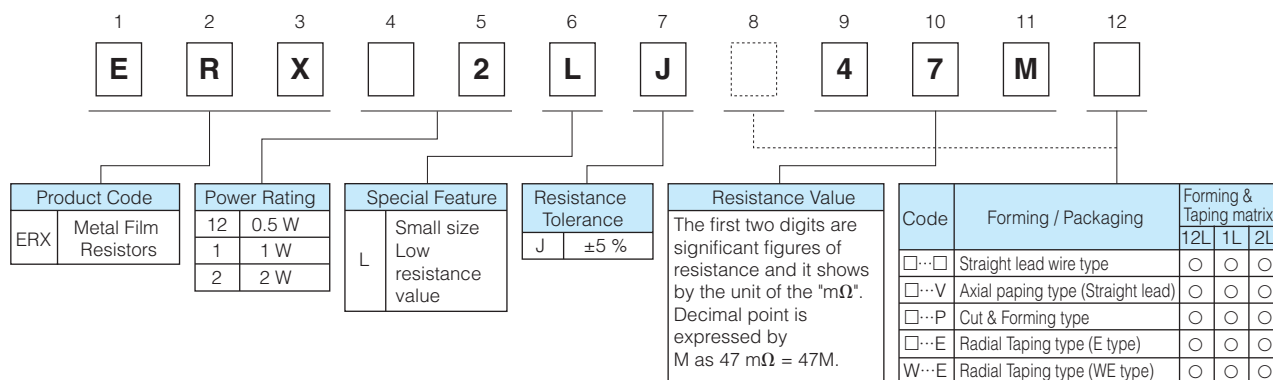 1 2 3 4 5 6 7 8 9 10 11 12
E R X 2 L J 4 7 M
Product Code
ERX Metal Film Resistors
Power Rating
12 0.5 W
1 1 W
2 2 W
Special Feature
L Small size
Low
resistance
value
Resistance
Tolerance
J ±5 %
Resistance Value
The first two digits are
significant figures of
resistance and it shows
by the unit of the "mΩ".
Decimal point is
expressed by
M as 47 mΩ = 47M.
Code Forming / Packaging Forming & Taping matrix
12L 1L 2L
□···□ Straight lead wire type ○ ○ ○
□···V Axial paping type (Straight lead) ○ ○ ○
□···P Cut & Forming type ○ ○ ○
□···E Radial Taping type (E type) ○ ○ ○
W···E Radial Taping type (WE type) ○ ○ ○